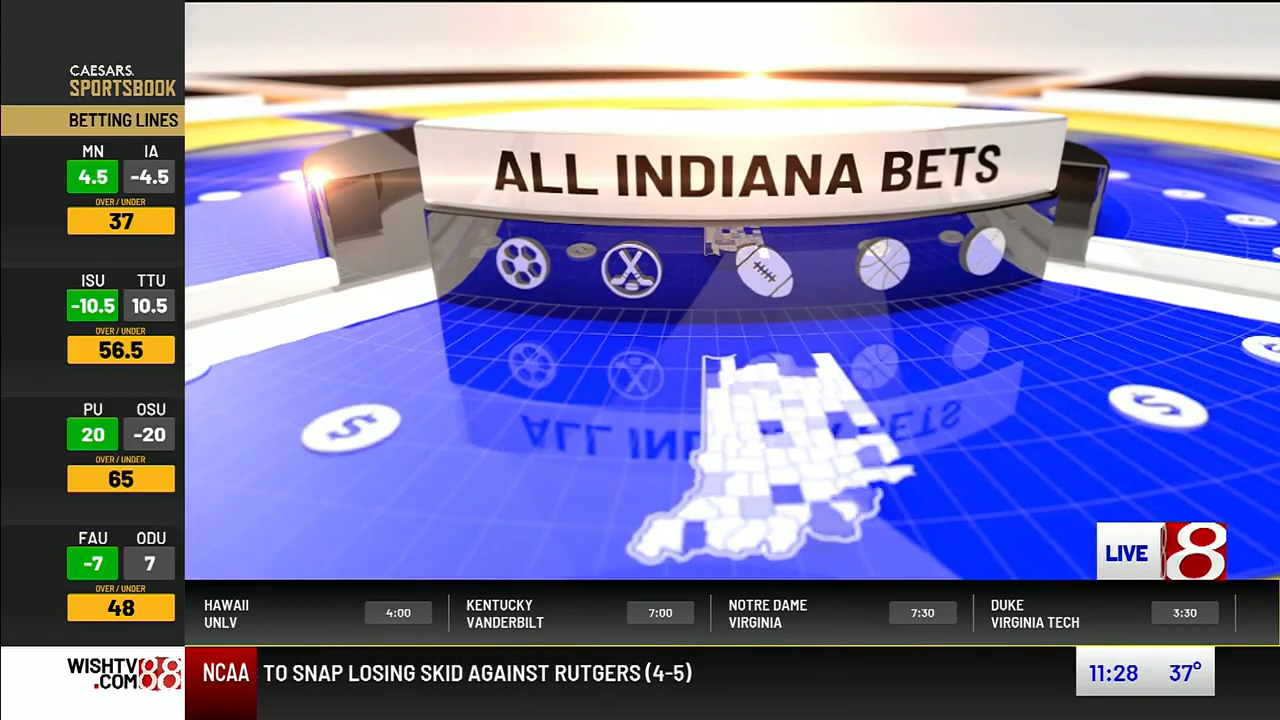 CAESARS
SPORTSBOOK
BETTING LINES
MN IA
4.5 -4.5
OVER / UNDER
37
ISU TTU
-10.5 10.5
OVER / UNDER
56.5
PU OSU
20 -20
OVER / UNDER
65
FAU ODU
-7 7
OVER / UNDER
48
ALL INDIANA BETS
LIVE 8
HAWAII
UNLV
4:00
KENTUCKY
VANDERBILT
7:00
NOTRE DAME
VIRGINIA
7:30
DUKE
VIRGINIA TECH
3:30
WISHTV
.COM
8 8
NCAA TO SNAP LOSING SKID AGAINST RUTGERS (4-5)
11:28 37°